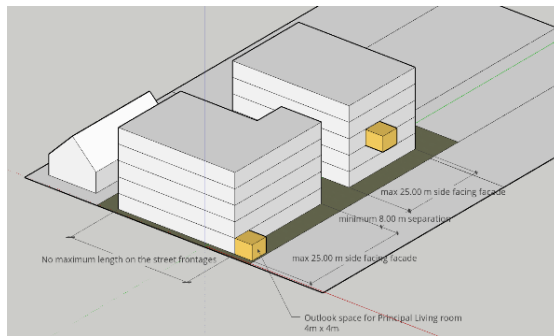 max 25.00 m side facing facade
minimum 8.00 m separation
No maximum length on the street frontages
max 25.00 m side facing facade
Outlook space for Principal Living room
4m x 4m